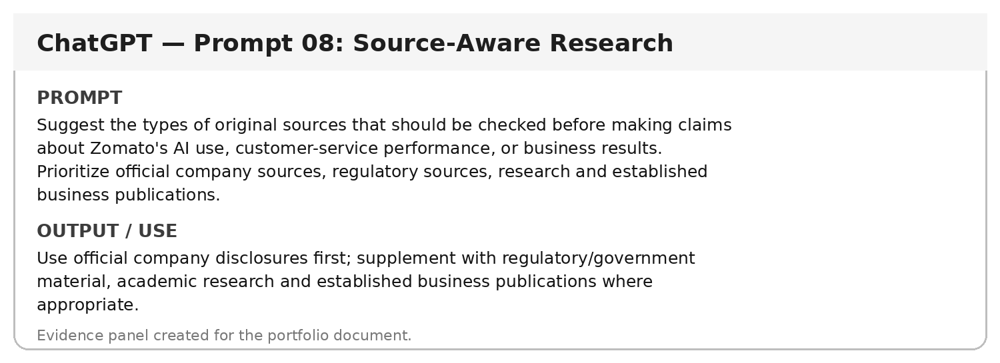 ChatGPT — Prompt 08: Source-Aware Research
PROMPT
Suggest the types of original sources that should be checked before making claims
about Zomato's AI use, customer-service performance, or business results.
Prioritize official company sources, regulatory sources, research and established
business publications.
OUTPUT / USE
Use official company disclosures first; supplement with regulatory/government
material, academic research and established business publications where
appropriate.
Evidence panel created for the portfolio document.